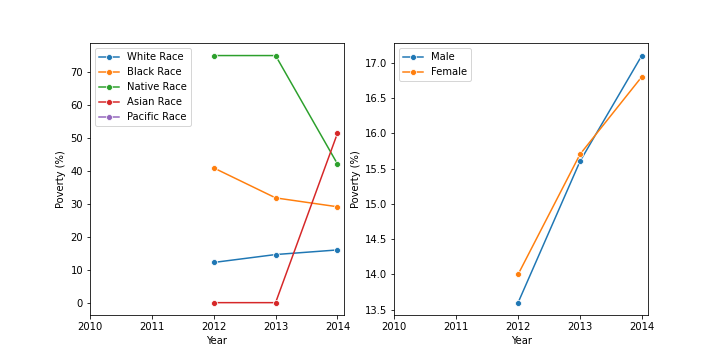 White Race
Black Race
Native Race
Asian Race
Pacific Race
70
60
50
40
30
20
10
0
Poverty (%)
2010 2011 2012 2013 2014
Year
Male
Female
17.0
16.5
16.0
15.5
15.0
14.5
14.0
13.5
Poverty (%)
2010 2011 2012 2013 2014
Year